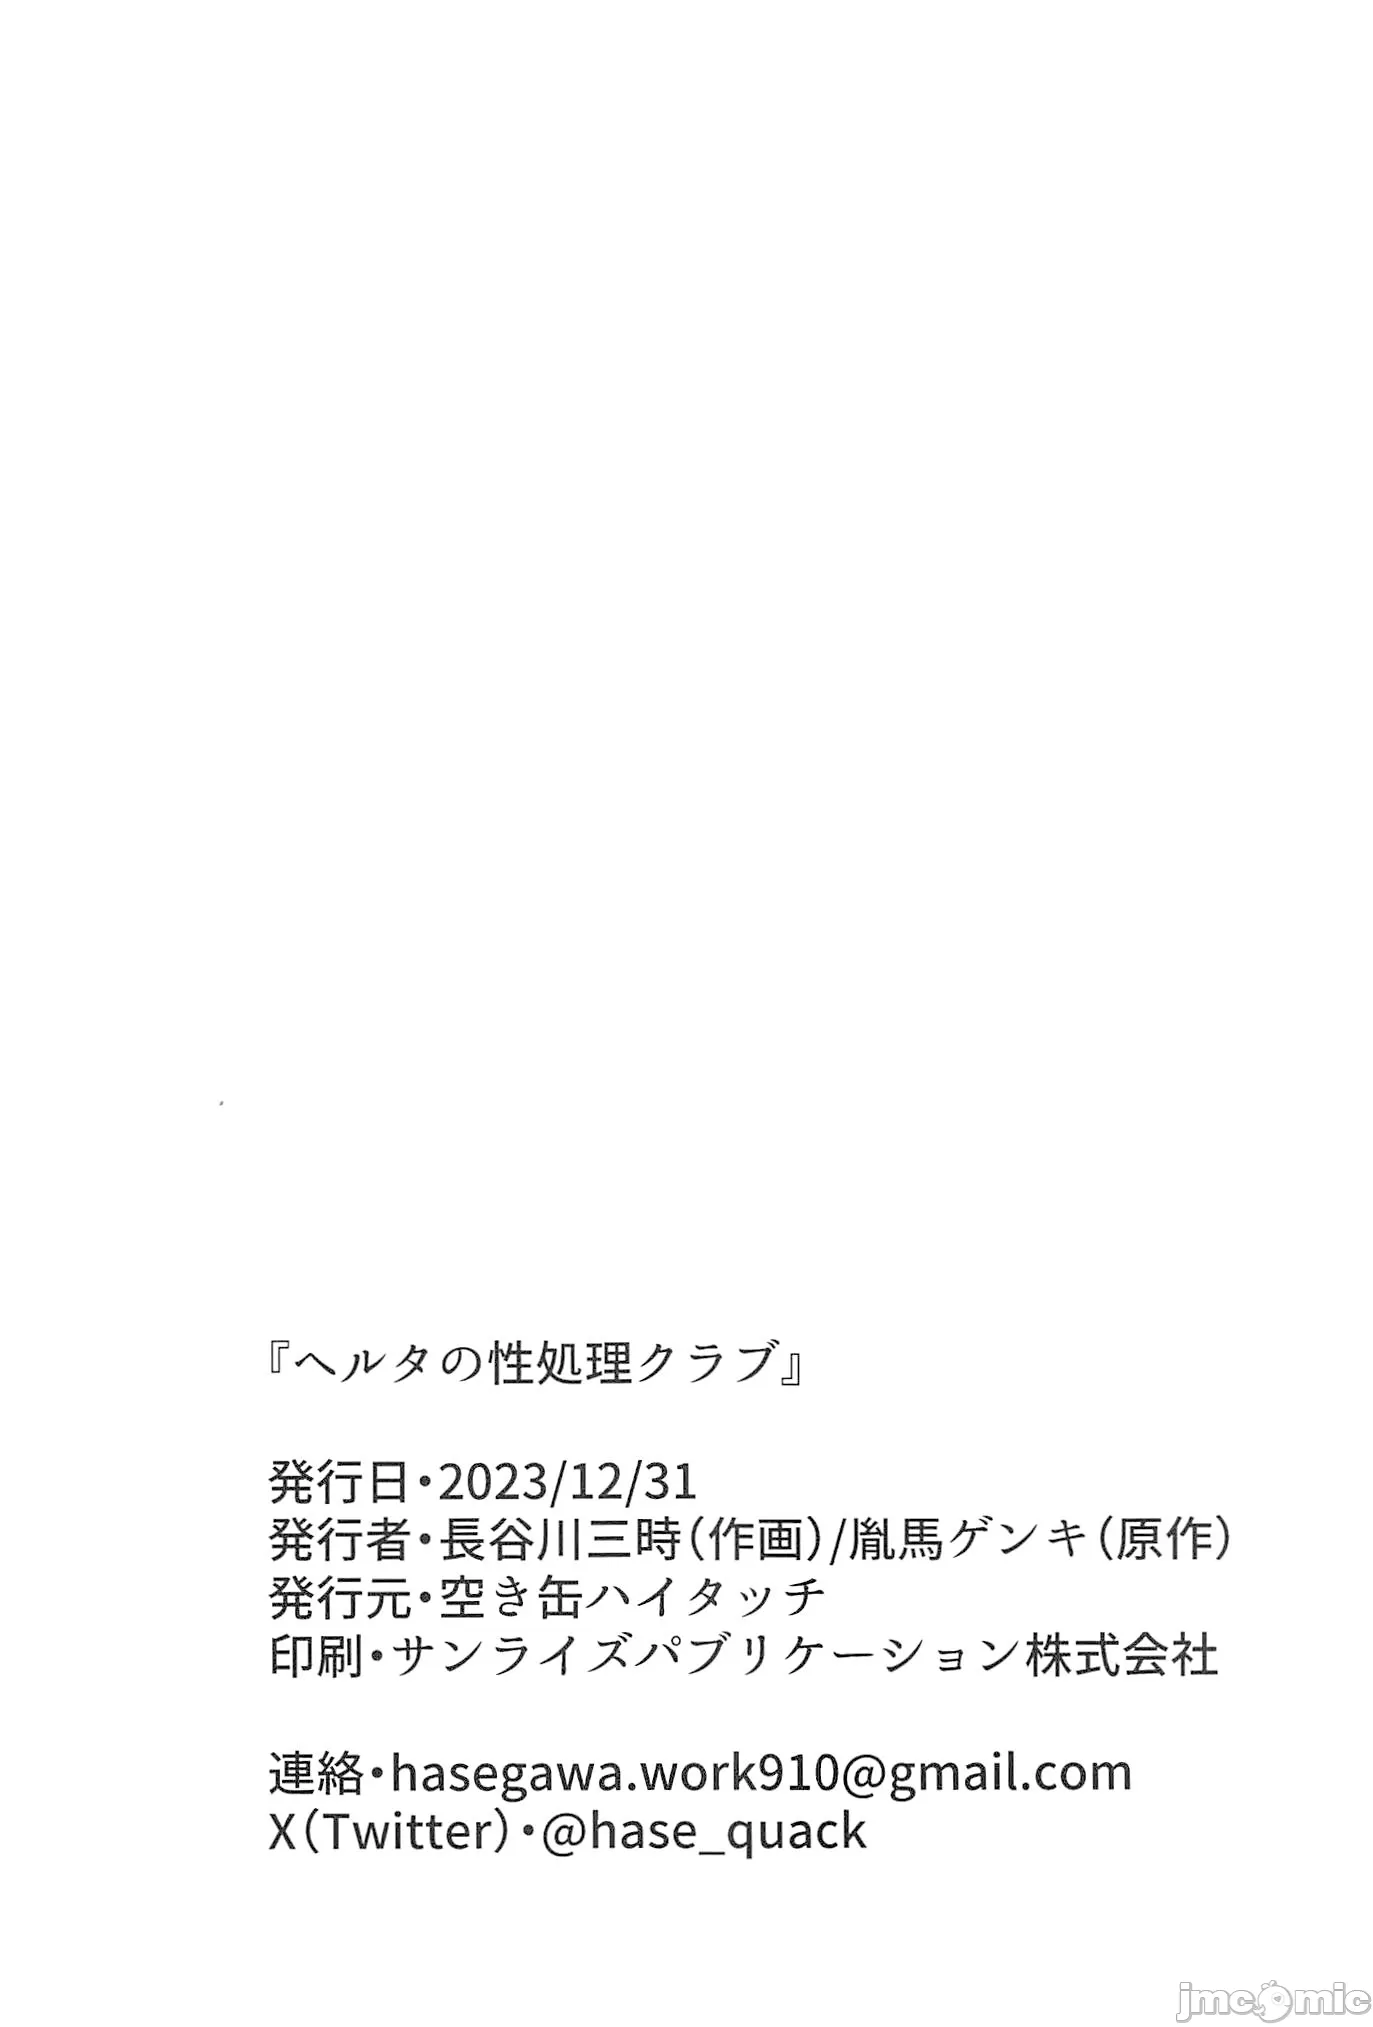 『ヘルタの性処理クラブ』
発行日・2023/12/31
発行者・長谷川三時(作画)/胤馬ゲンキ(原作)
発行元・空き缶ハイタッチ
印刷・サンライズパブリケーション株式会社
連絡・hasegawa.work910@gmail.com
X(Twitter)・@hase_quack
jmcomic